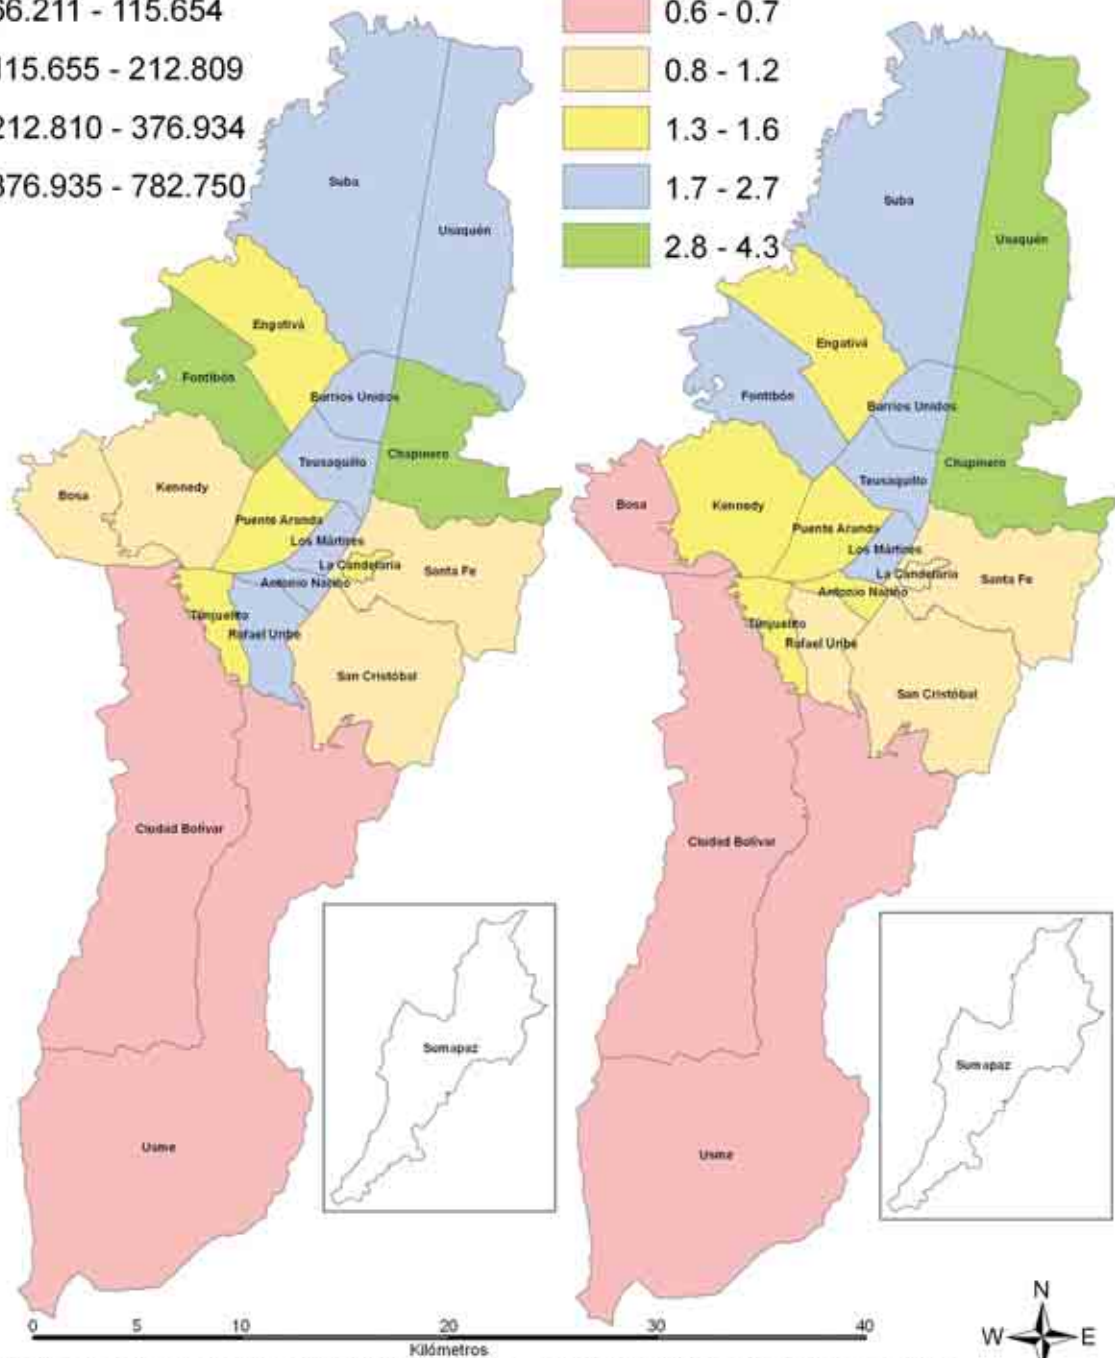 66.211 - 115.654
115.655 - 212.809
212.810 - 376.934
376.935 - 782.750
0.6 - 0.7
0.8 - 1.2
1.3 - 1.6
1.7 - 2.7
2.8 - 4.3
Suba
Usaquén
Engativá
Fontibón
Barrios Unidos
Chapinero
Teusaquillo
Bosa
Kennedy
Puente Aranda
Los Mártires
La Candelaria
Santa Fe
Antonio Nariño
Tunjuelito
Rafael Uribe
San Cristóbal
Ciudad Bolívar
Sumapaz
Usme
Suba
Usaquén
Engativá
Fontibón
Barrios Unidos
Chapinero
Teusaquillo
Bosa
Kennedy
Puente Aranda
Los Mártires
La Candelaria
Santa Fe
Antonio Nariño
Tunjuelito
Rafael Uribe
San Cristóbal
Ciudad Bolívar
Sumapaz
Usme
0 5 10 20 30 40
Kilómetros
N
W E